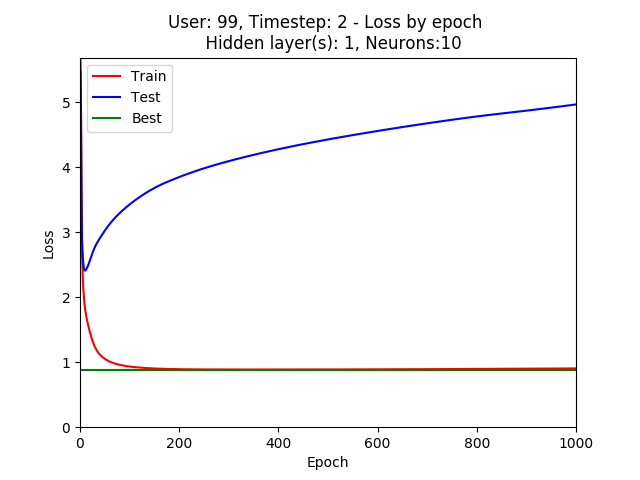 User: 99, Timestep: 2 - Loss by epoch
Hidden layer(s): 1, Neurons:10
Train
Test
Best
5
4
3
2
1
0
Loss
0 200 400 600 800 1000
Epoch